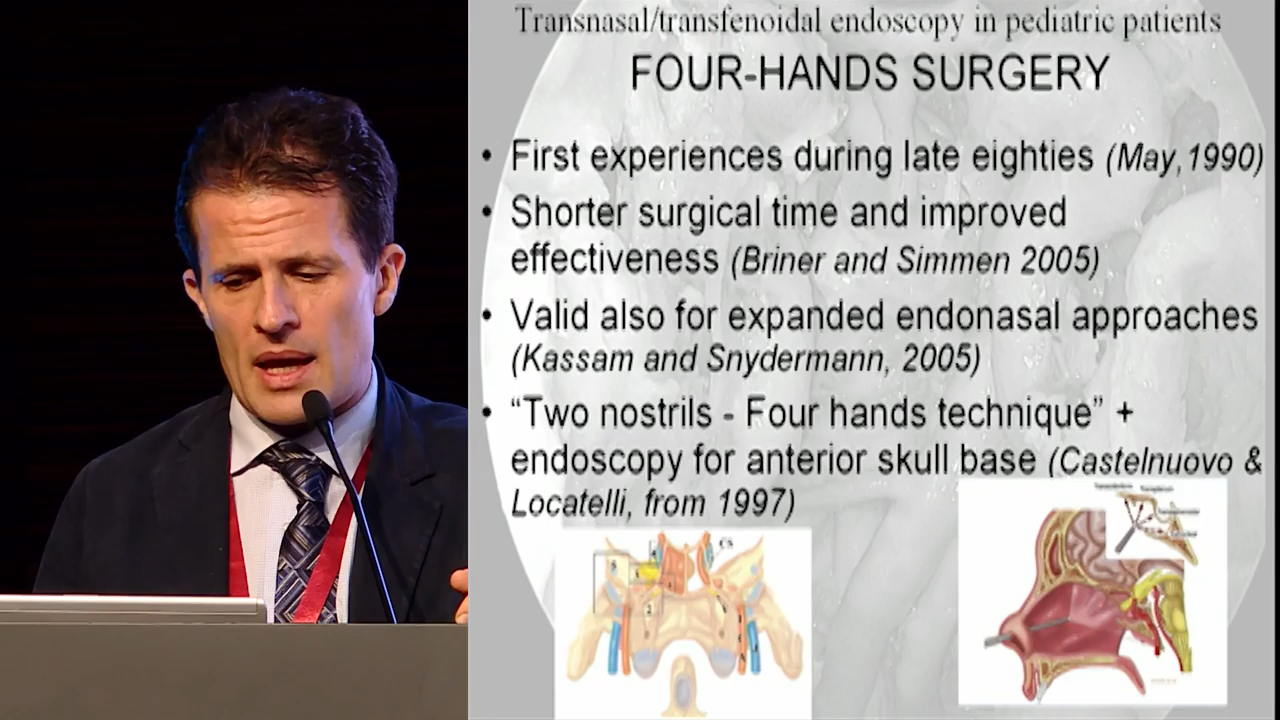 Transnasal/transfenoidal endoscopy in pediatric patients
FOUR-HANDS SURGERY
• First experiences during late eighties (May,1990)
• Shorter surgical time and improved
effectiveness (Briner and Simmen 2005)
• Valid also for expanded endonasal approaches
(Kassam and Snydermann, 2005)
• “Two nostrils - Four hands technique” +
endoscopy for anterior skull base (Castelnuovo &
Locatelli, from 1997)
CS